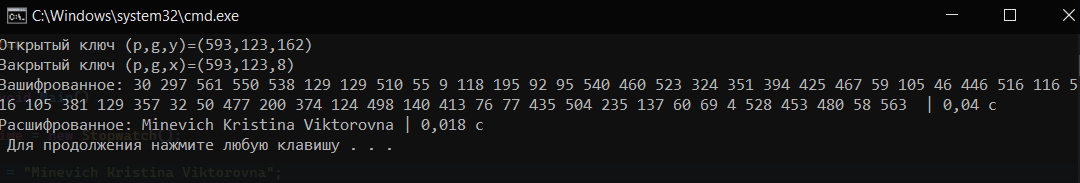 C:\Windows\system32\cmd.exe
Открытый ключ (p,g,y)=(593,123,162)
Закрытый ключ (p,g,x)=(593,123,8)
Вашифрованное: 30 297 561 550 538 129 129 510 55 9 118 195 92 95 540 460 523 324 351 394 425 467 59 105 46 446 516 116 5
16 105 381 129 357 32 50 477 200 374 124 498 140 413 76 77 435 504 235 137 60 69 4 528 453 480 58 563  | 0,04 с
Расшифрованное: Minevich Kristina Viktorovna | 0,018 с
Для продолжения нажмите любую клавишу . . .
= "Minevich Kristina Viktorovna";